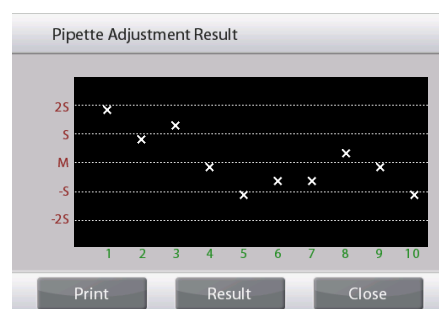 Pipette Adjustment Result
2S
S
M
-S
-2S
1 2 3 4 5 6 7 8 9 10
Print Result Close